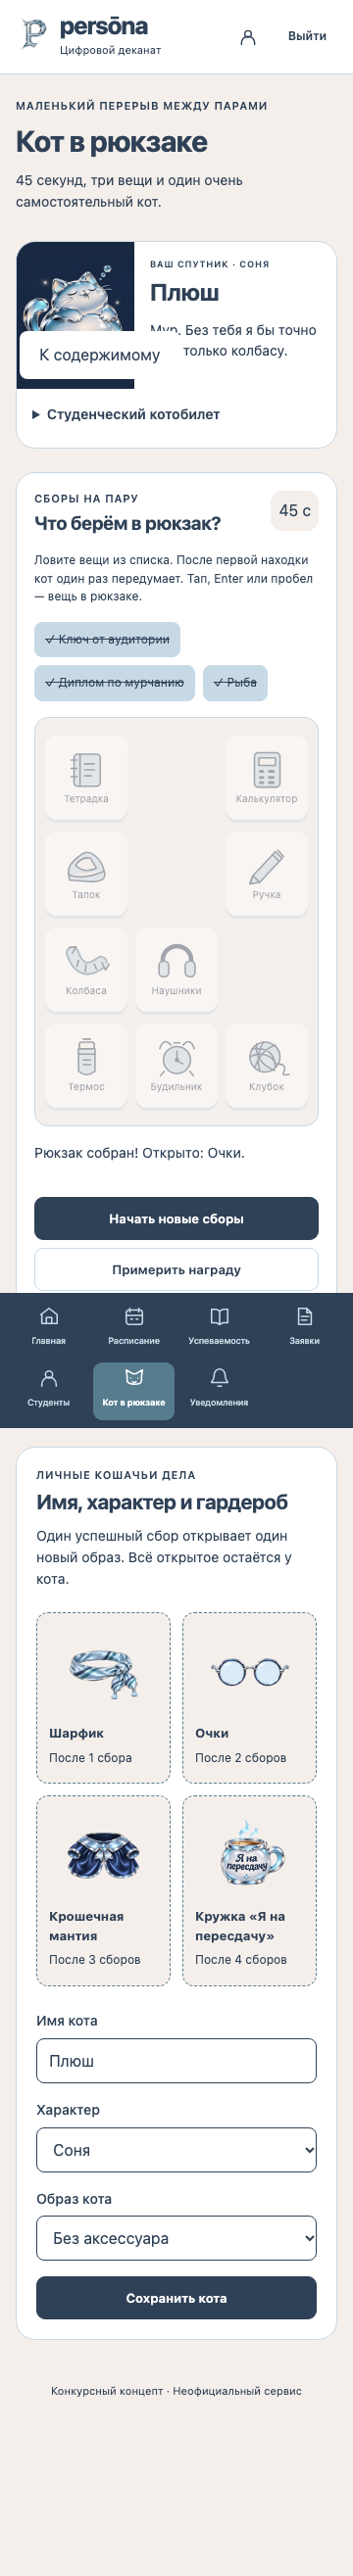 persōna
Цифровой деканат
Выйти
МАЛЕНЬКИЙ ПЕРЕРЫВ МЕЖДУ ПАРАМИ
Кот в рюкзаке
45 секунд, три вещи и один очень
самостоятельный кот.
ВАШ СПУТНИК · СОНЯ
Плюш
Мур. Без тебя я бы точно
только колбасу.
К содержимому
Студенческий котобилет
СБОРЫ НА ПАРУ
Что берём в рюкзак?
45 с
Ловите вещи из списка. После первой находки
кот один раз передумает. Тап, Enter или пробел
— вещь в рюкзаке.
✓ Ключ от аудитории
✓ Диплом по мурчанию
✓ Рыба
Тетрадка
Калькулятор
Тапок
Ручка
Колбаса
Наушники
Термос
Будильник
Клубок
Рюкзак собран! Открыто: Очки.
Начать новые сборы
Примерить награду
Главная
Расписание
Успеваемость
Заявки
Студенты
Кот в рюкзаке
Уведомления
ЛИЧНЫЕ КОШАЧЬИ ДЕЛА
Имя, характер и гардероб
Один успешный сбор открывает один
новый образ. Всё открытое остаётся у
кота.
Шарфик
После 1 сбора
Очки
После 2 сборов
Крошечная
мантия
После 3 сборов
Я на
пересдачу
Кружка «Я на
пересдачу»
После 4 сборов
Имя кота
Плюш
Характер
Соня
Образ кота
Без аксессуара
Сохранить кота
Конкурсный концепт · Неофициальный сервис